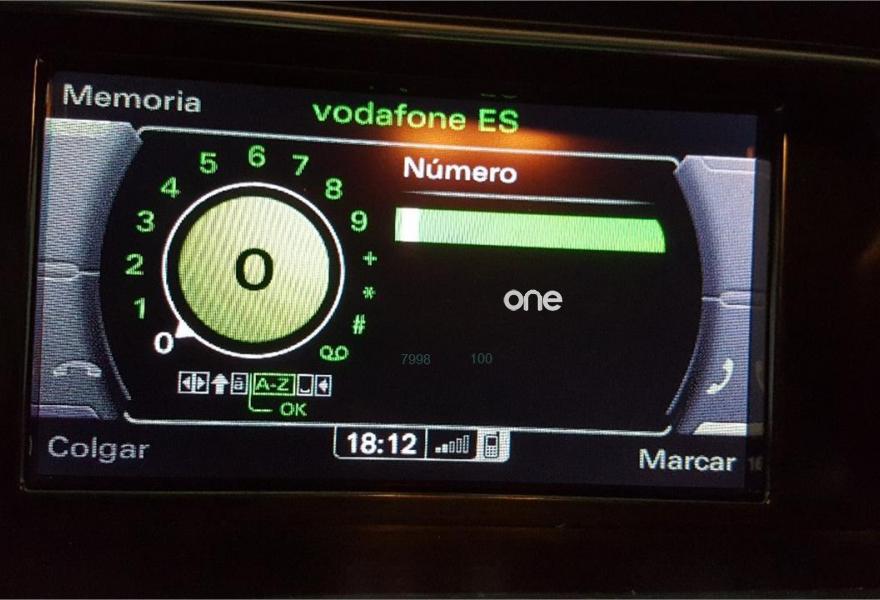 Memoria
vodafone ES
Número
0
1
2
3
4
5
6
7
8
9
+
*
#
0
one
7998 100
ä A-Z
OK
Colgar
18:12
Marcar